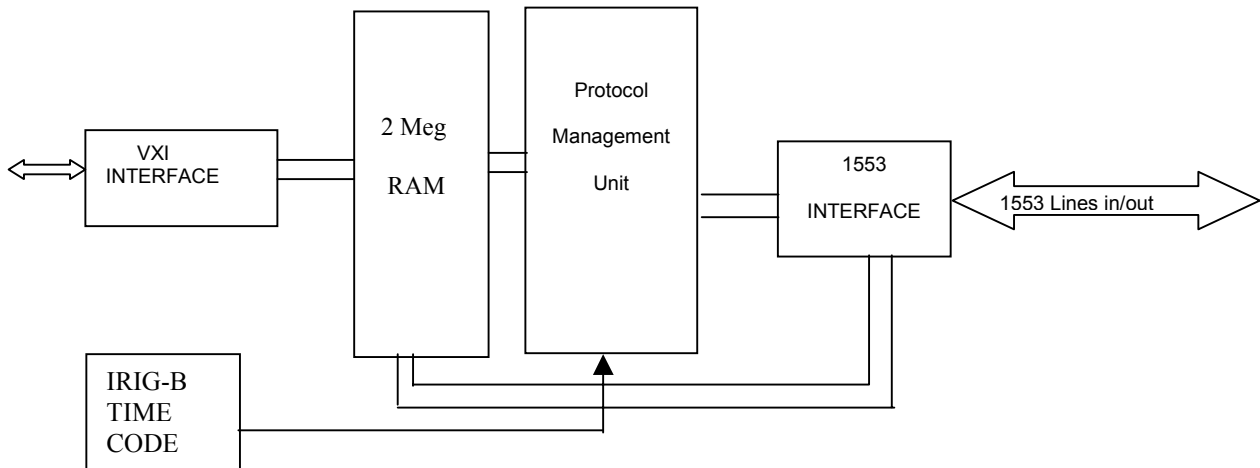 VXI
INTERFACE
2 Meg
RAM
Protocol
Management
Unit
1553
INTERFACE
1553 Lines in/out
IRIG-B
TIME
CODE